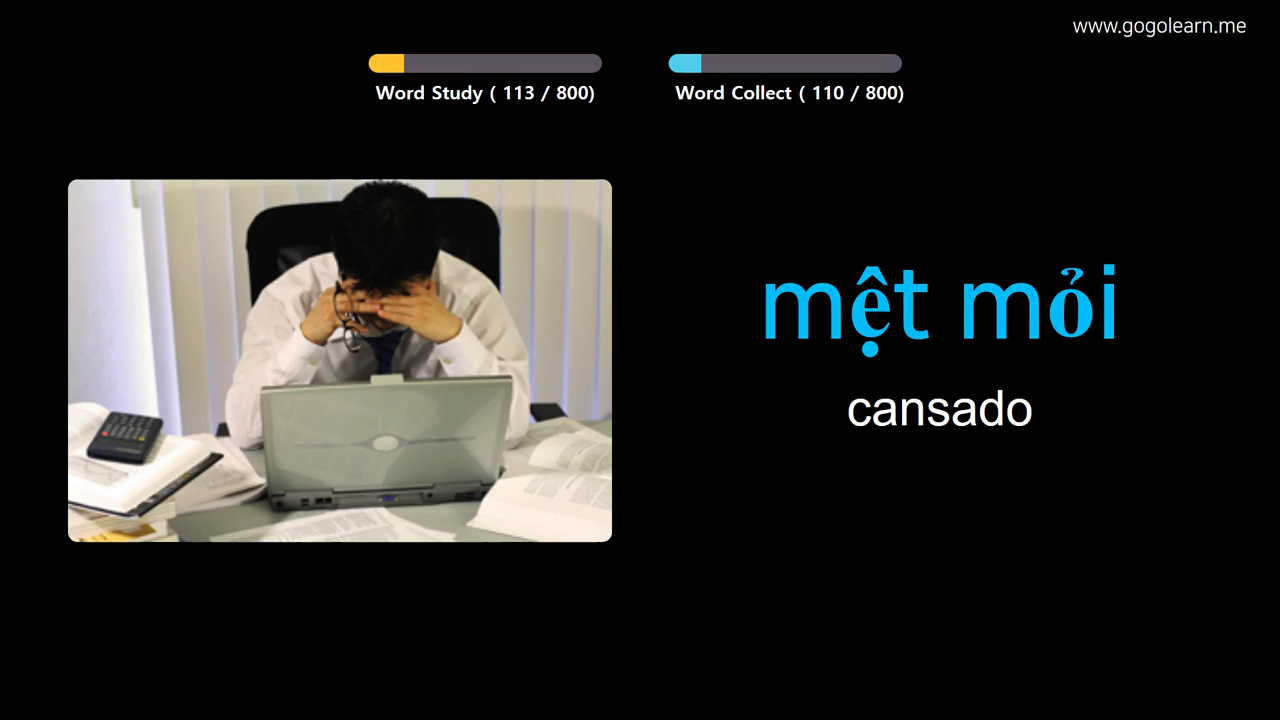 www.gogolearn.me
Word Study ( 113 / 800)
Word Collect ( 110 / 800)
mệt mỏi
cansado